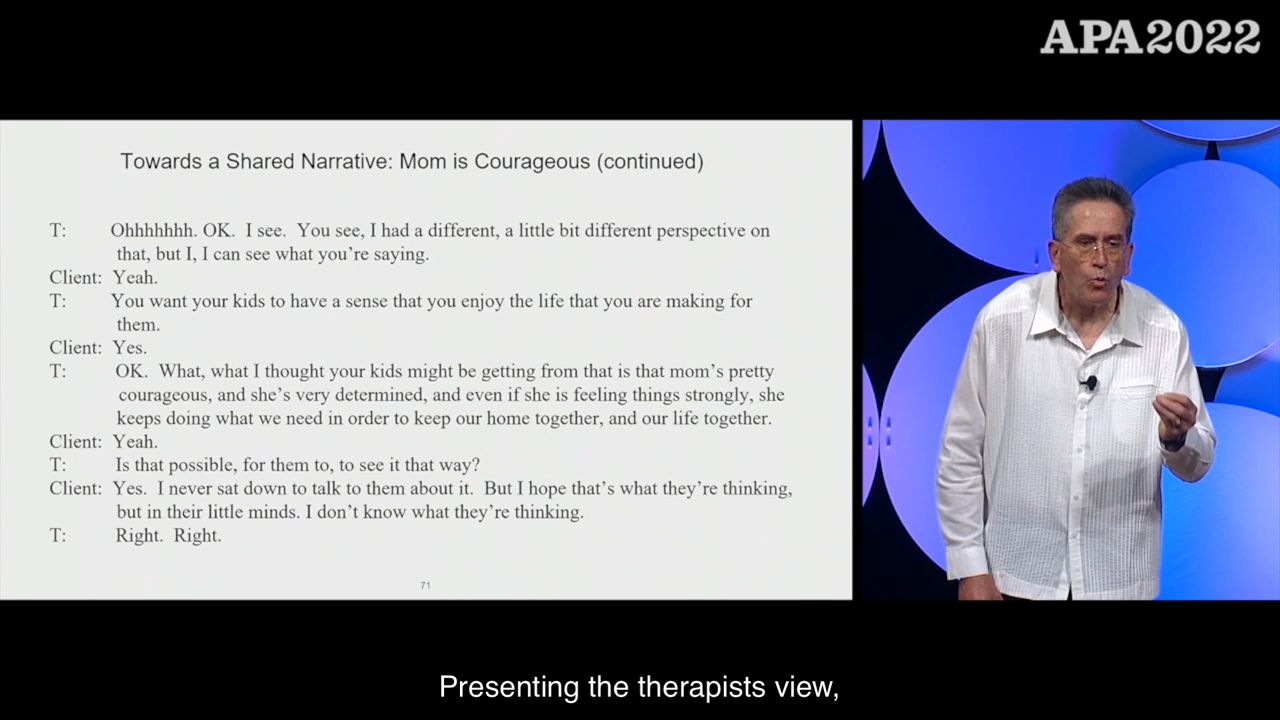 APA2022
Towards a Shared Narrative: Mom is Courageous (continued)
T: Ohhhhhhh. OK. I see. You see, I had a different, a little bit different perspective on
that, but I, I can see what you're saying.
Client: Yeah.
T: You want your kids to have a sense that you enjoy the life that you are making for
them.
Client: Yes.
T: OK. What, what I thought your kids might be getting from that is that mom's pretty
courageous, and she's very determined, and even if she is feeling things strongly, she
keeps doing what we need in order to keep our home together, and our life together.
Client: Yeah.
T: Is that possible, for them to, to see it that way?
Client: Yes. I never sat down to talk to them about it. But I hope that's what they're thinking,
but in their little minds. I don't know what they're thinking.
T: Right. Right.
71
Presenting the therapists view,